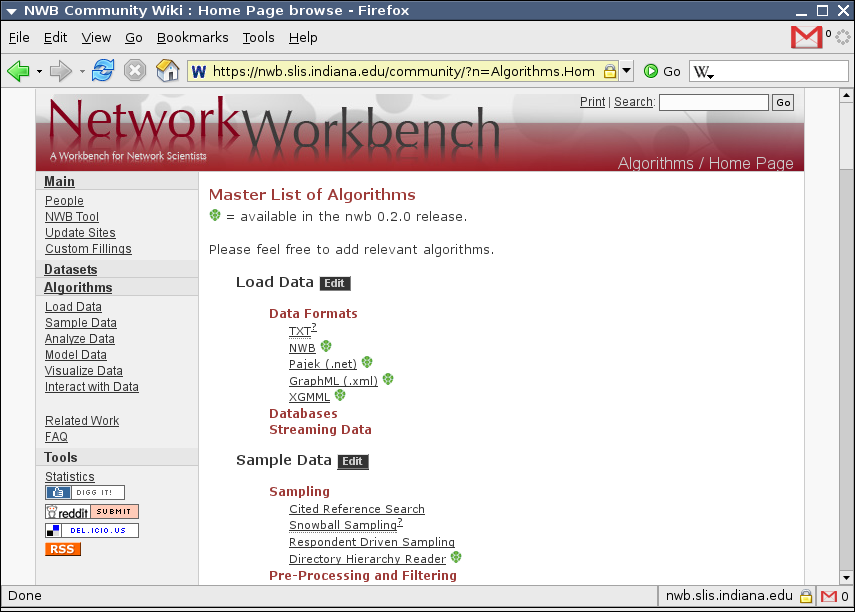 NWB Community Wiki : Home Page browse - Firefox
File Edit View Go Bookmarks Tools Help
0
W https://nwb.slis.indiana.edu/community/?n=Algorithms.Hom Go W
Print | Search: Go
NetworkWorkbench
A Workbench for Network Scientists
Algorithms / Home Page
Main
People
NWB Tool
Update Sites
Custom Fillings
Datasets
Algorithms
Load Data
Sample Data
Analyze Data
Model Data
Visualize Data
Interact with Data
Related Work
FAQ
Tools
Statistics
DIGG IT!
reddit SUBMIT
DEL.ICIO.US
RSS
Master List of Algorithms
= available in the nwb 0.2.0 release.
Please feel free to add relevant algorithms.
Load Data Edit
Data Formats
TXT?
NWB
Pajek (.net)
GraphML (.xml)
XGMML
Databases
Streaming Data
Sample Data Edit
Sampling
Cited Reference Search
Snowball Sampling?
Respondent Driven Sampling
Directory Hierarchy Reader
Pre-Processing and Filtering
Done nwb.slis.indiana.edu 0